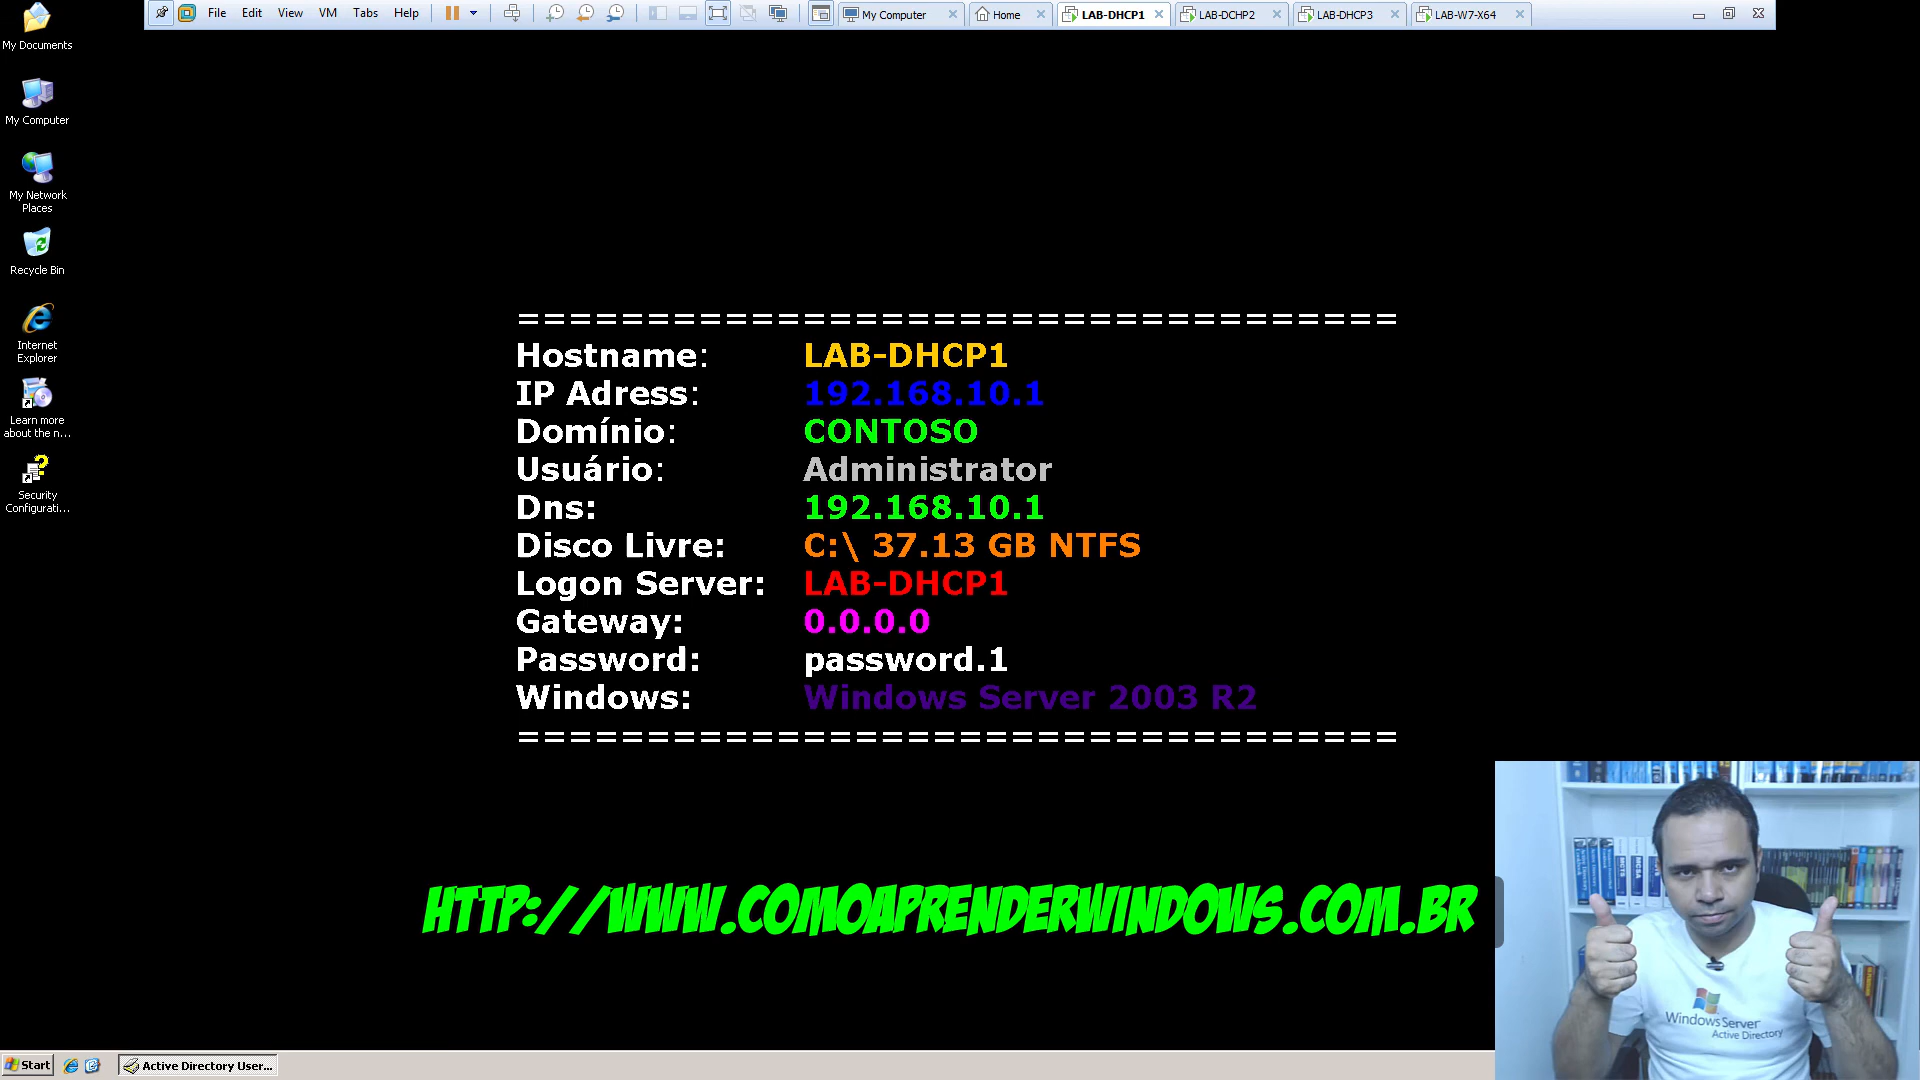 File Edit View VM Tabs Help My Computer Home LAB-DHCP1 LAB-DCHP2 LAB-DHCP3 LAB-W7-X64
My Documents
My Computer
My Network
Places
Recycle Bin
Internet
Explorer
Learn more
about the n...
Security
Configurati...
==================================
Hostname: LAB-DHCP1
IP Adress: 192.168.10.1
Domínio: CONTOSO
Usuário: Administrator
Dns: 192.168.10.1
Disco Livre: C:\ 37.13 GB NTFS
Logon Server: LAB-DHCP1
Gateway: 0.0.0.0
Password: password.1
Windows: Windows Server 2003 R2
==================================
HTTP://WWW.COMOAPRENDERWINDOWS.COM.BR
Windows Server
Active Directory
Start Active Directory User...